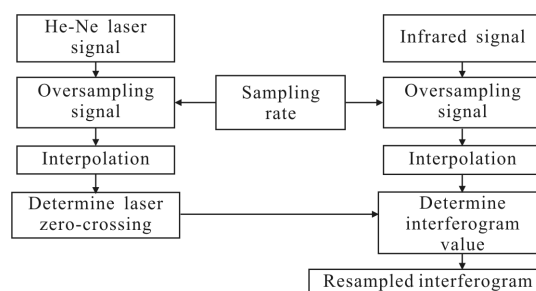 He-Ne laser
signal
Infrared signal
Oversampling
signal
Sampling
rate
Oversampling
signal
Interpolation
Interpolation
Determine laser
zero-crossing
Determine
interferogram
value
Resampled interferogram